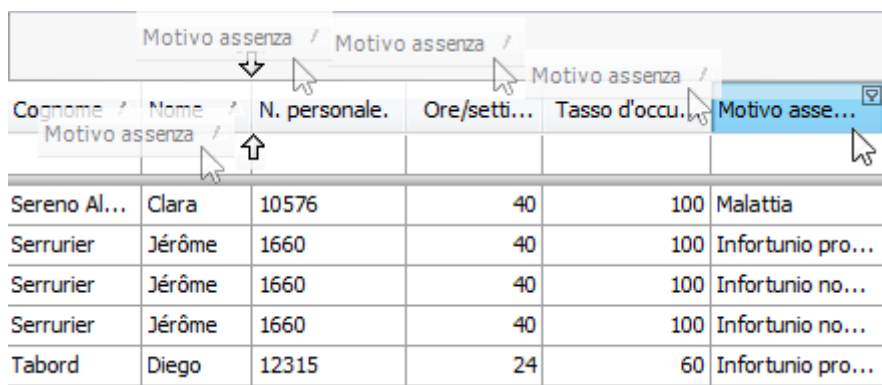 Motivo assenza /
Motivo assenza /
Motivo assenza /
Cognome / Nome / N. personale. Ore/setti... Tasso d'occu... Motivo asse...
Motivo assenza /
Sereno Al... Clara 10576 40 100 Malattia
Serrurier Jérôme 1660 40 100 Infortunio pro...
Serrurier Jérôme 1660 40 100 Infortunio no...
Serrurier Jérôme 1660 40 100 Infortunio no...
Tabord Diego 12315 24 60 Infortunio pro...